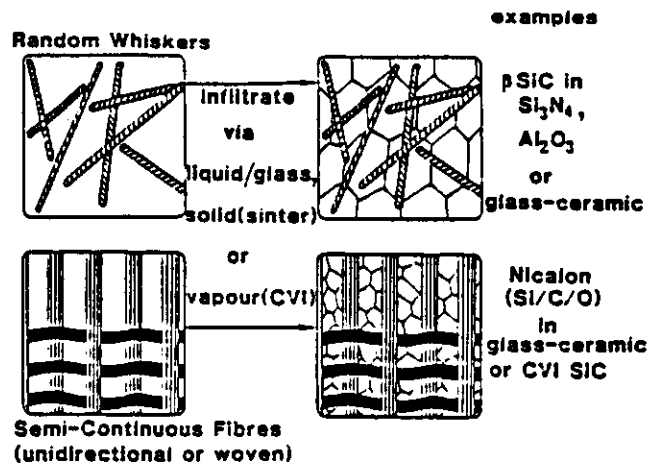 examples
Random Whiskers
infiltrate
via
liquid/glass,
solid(sinter)
or
vapour(CVI)
βSiC in
Si₃N₄,
Al₂O₃
or
glass-ceramic
Nicalon
(Si/C/O)
in
glass-ceramic
or CVI SiC
Semi-Continuous Fibres
(unidirectional or woven)